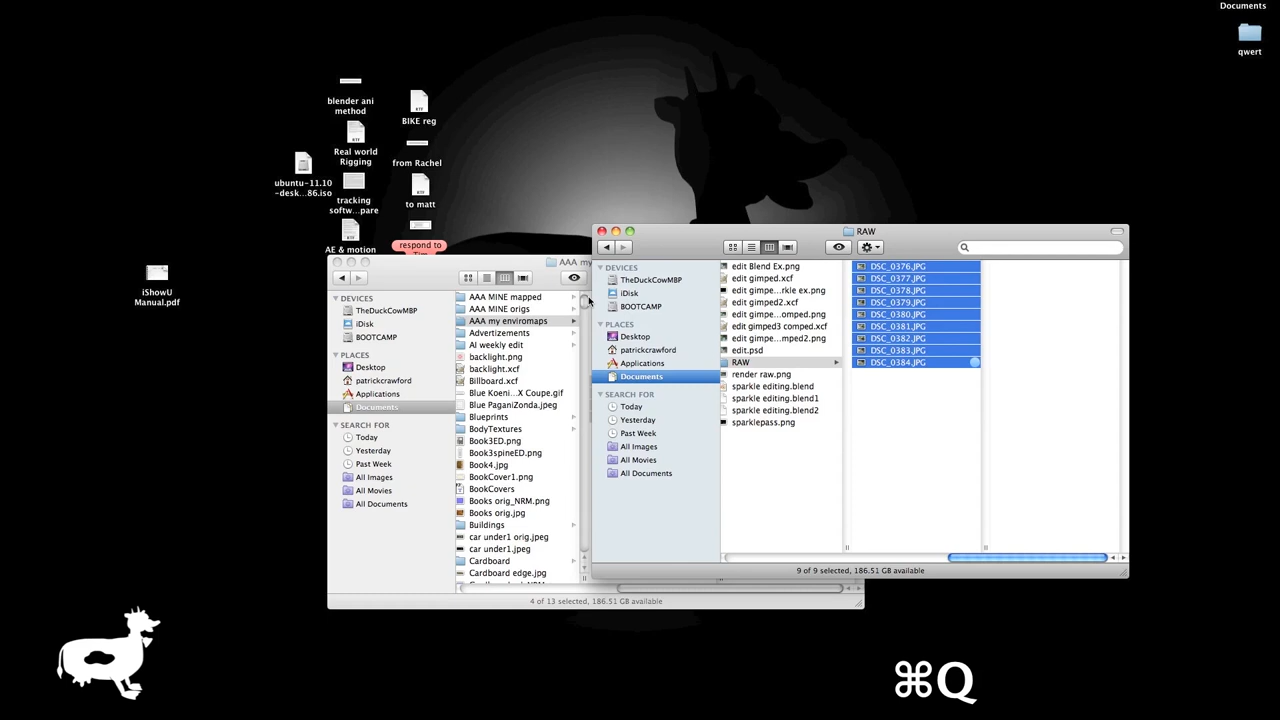 Documents
qwert
blender ani
method
BIKE reg
Real world
Rigging
from Rachel
ubuntu-11.10
-desk...86.iso
tracking
softw...pare
to matt
AE & motion
respond to
iShowU
Manual.pdf
AAA my
DEVICES
TheDuckCowMBP
iDisk
BOOTCAMP
PLACES
Desktop
patrickcrawford
Applications
Documents
SEARCH FOR
Today
Yesterday
Past Week
All Images
All Movies
All Documents
AAA MINE mapped
AAA MINE origs
AAA my enviromaps
Advertizements
AI weekly edit
backlight.png
backlight.xcf
Billboard.xcf
Blue Koeni...X Coupe.gif
Blue PaganiZonda.jpeg
Blueprints
BodyTextures
Book3ED.png
Book3spineED.png
Book4.jpg
BookCover1.png
BookCovers
Books orig_NRM.png
Books orig.jpg
Buildings
car under1 orig.jpeg
car under1.jpeg
Cardboard
Cardboard edge.jpg
4 of 13 selected, 186.51 GB available
RAW
DEVICES
TheDuckCowMBP
iDisk
BOOTCAMP
PLACES
Desktop
patrickcrawford
Applications
Documents
SEARCH FOR
Today
Yesterday
Past Week
All Images
All Movies
All Documents
edit Blend Ex.png
edit gimped.xcf
edit gimpe...rkle ex.png
edit gimped2.xcf
edit gimpe...omped.png
edit gimped3 comped.xcf
edit gimpe...mped2.png
edit.psd
RAW
render raw.png
sparkle editing.blend
sparkle editing.blend1
sparkle editing.blend2
sparklepass.png
DSC_0376.JPG
DSC_0377.JPG
DSC_0378.JPG
DSC_0379.JPG
DSC_0380.JPG
DSC_0381.JPG
DSC_0382.JPG
DSC_0383.JPG
DSC_0384.JPG
9 of 9 selected, 186.51 GB available
⌘Q